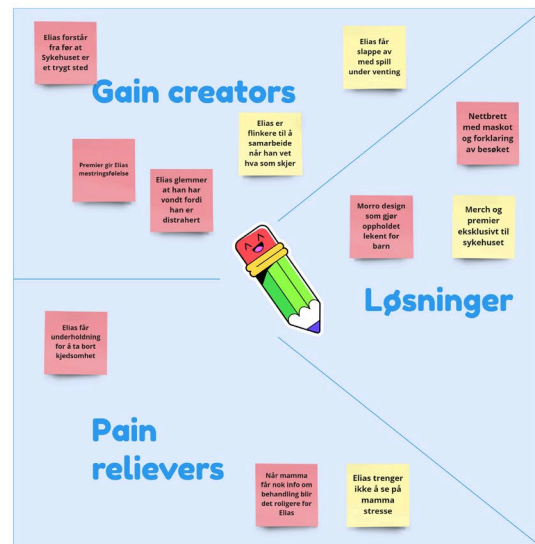 Elias forstår
fra før at
Sykehuset er
et trygt sted
Elias får
slappe av
med spill
under venting
Gain creators
Elias er
flinkere til å
samarbeide
når han vet
hva som skjer
Premier gir Elias
mestringsfølelse
Elias glemmer
at han har
vondt fordi
han er
distrahert
Nettbrett
med maskot
og forklaring
av besøket
Morro design
som gjør
oppholdet
lekent for
barn
Merch og
premier
eksklusivt til
sykehuset
Løsninger
Elias får
underholdning
for å ta bort
kjedsomhet
Pain
relievers
Når mamma
får nok info om
behandling blir
det roligere for
Elias
Elias trenger
ikke å se på
mamma
stresse